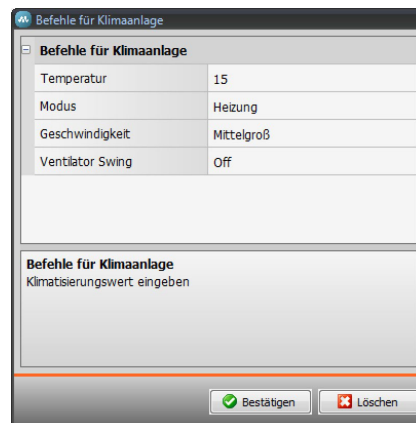 Befehle für Klimaanlage
Befehle für Klimaanlage
Temperatur 15
Modus Heizung
Geschwindigkeit Mittelgroß
Ventilator Swing Off
Befehle für Klimaanlage
Klimatisierungswert eingeben
Bestätigen Löschen